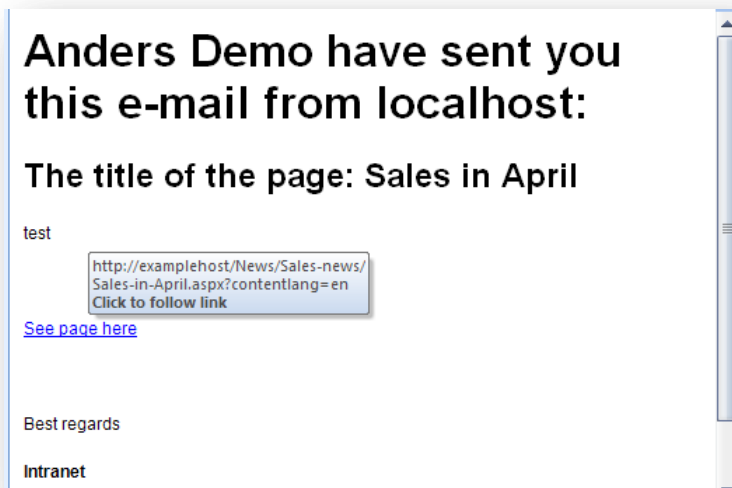 Anders Demo have sent you
this e-mail from localhost:
The title of the page: Sales in April
test
http://examplehost/News/Sales-news/
Sales-in-April.aspx?contentlang=en
Click to follow link
See page here
Best regards
Intranet